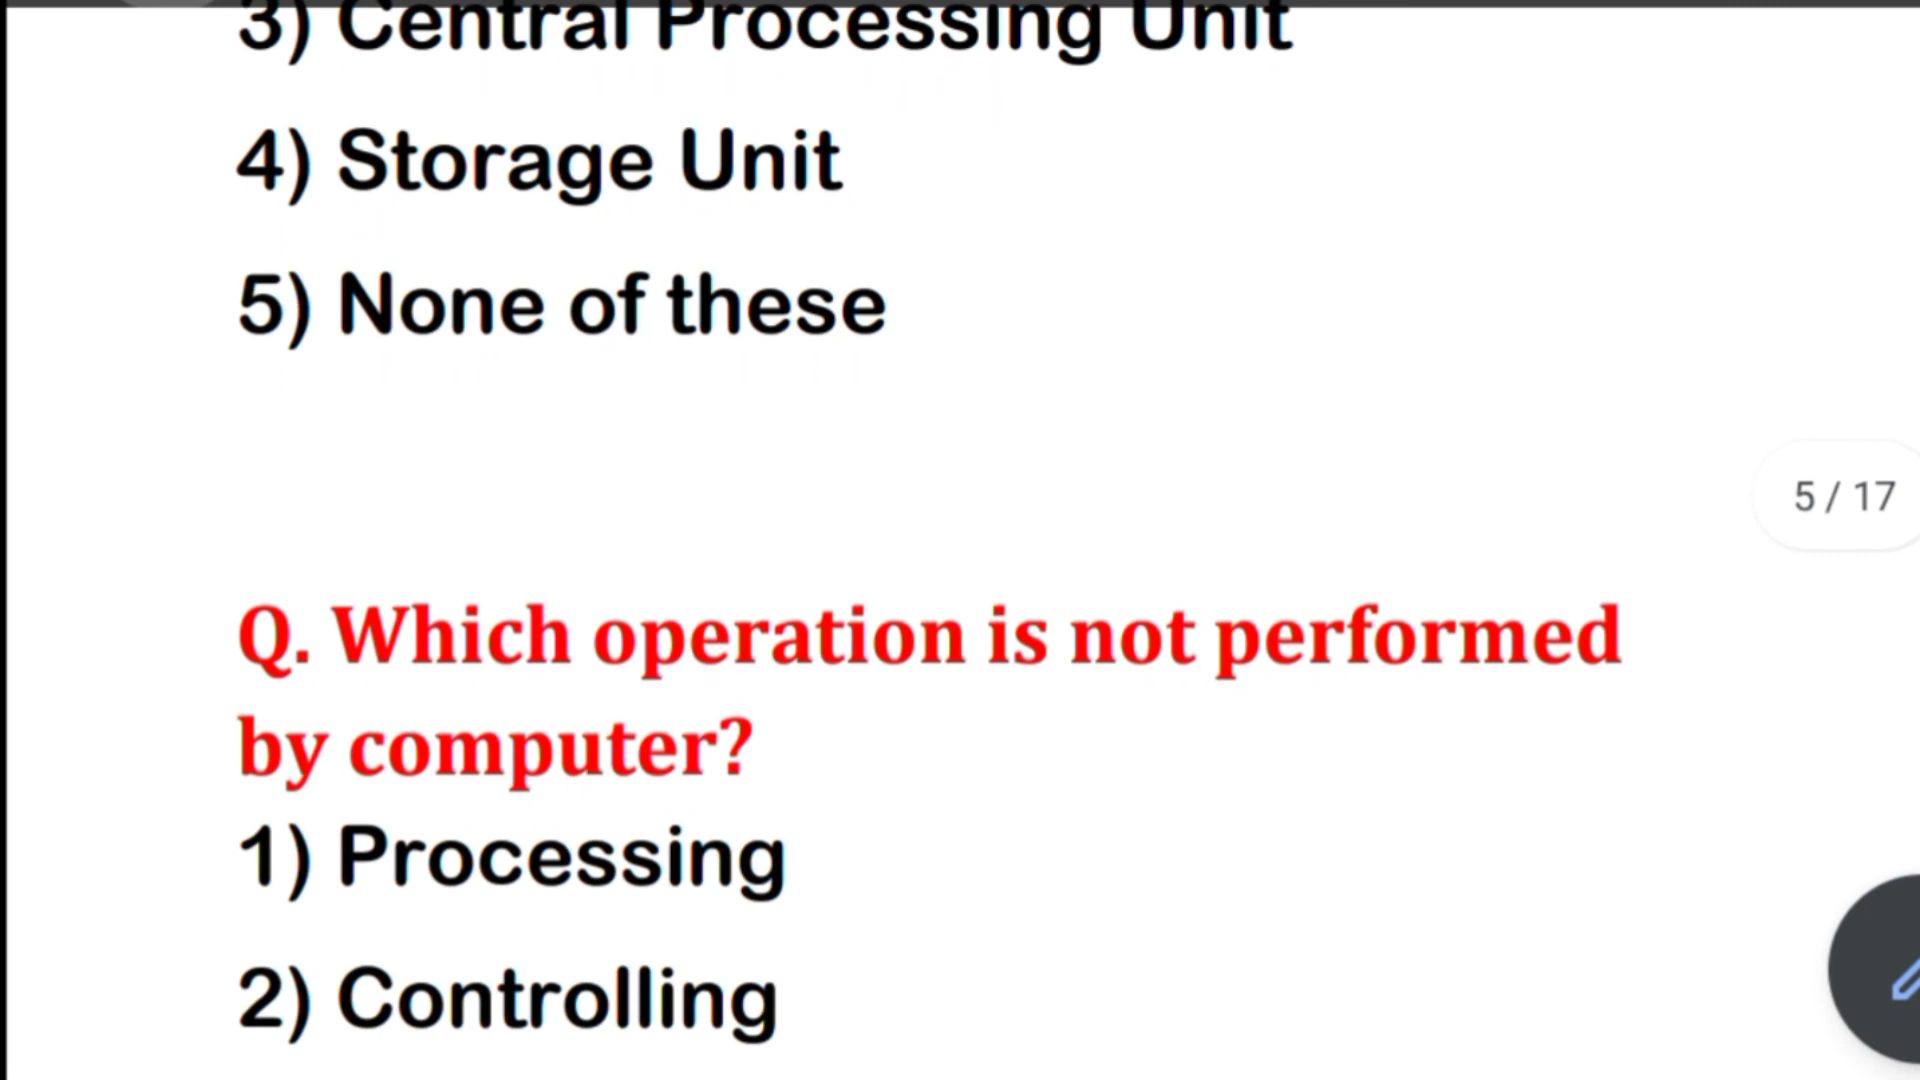 3) Central Processing Unit
4) Storage Unit
5) None of these
5 / 17
Q. Which operation is not performed
by computer?
1) Processing
2) Controlling